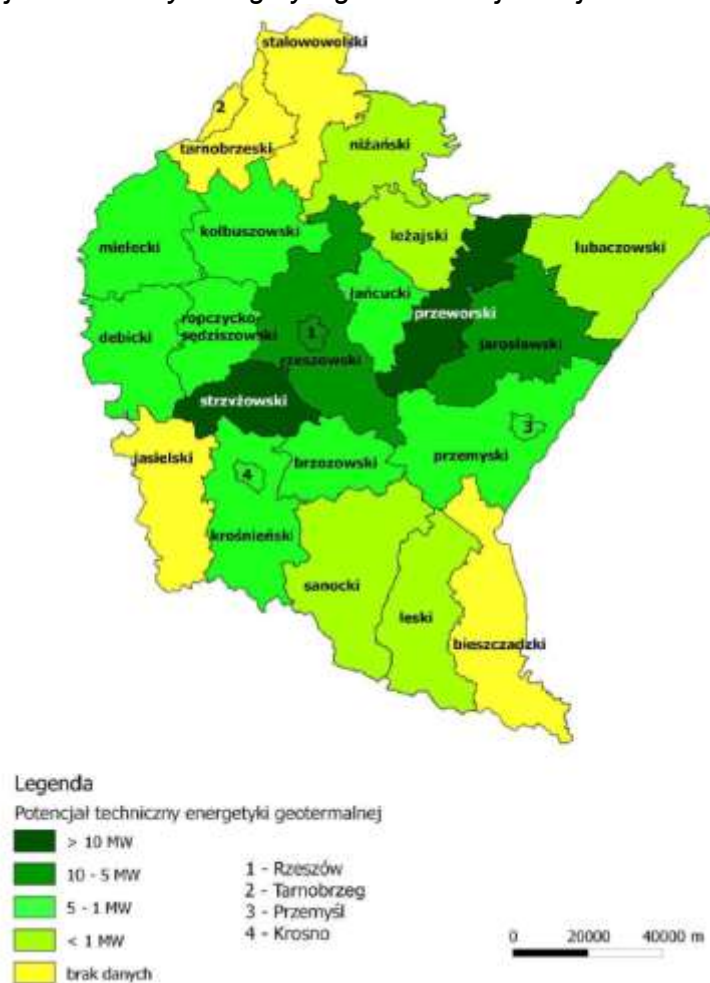 stalowowolski
2
tarnobrzeski
niżański
mielecki
kolbuszowski
leżajski
lubaczowski
łańcucki
dębicki
ropczycko-
sędziszowski
1
rzeszowski
przeworski
jarosławski
strzyżowski
jasielski
4
brzozowski
przemyski
3
krośnieński
sanocki
leski
bieszczadzki
Legenda
Potencjał techniczny energetyki geotermalnej
> 10 MW
10 - 5 MW
5 - 1 MW
< 1 MW
brak danych
1 - Rzeszów
2 - Tarnobrzeg
3 - Przemyśl
4 - Krosno
0 20000 40000 m